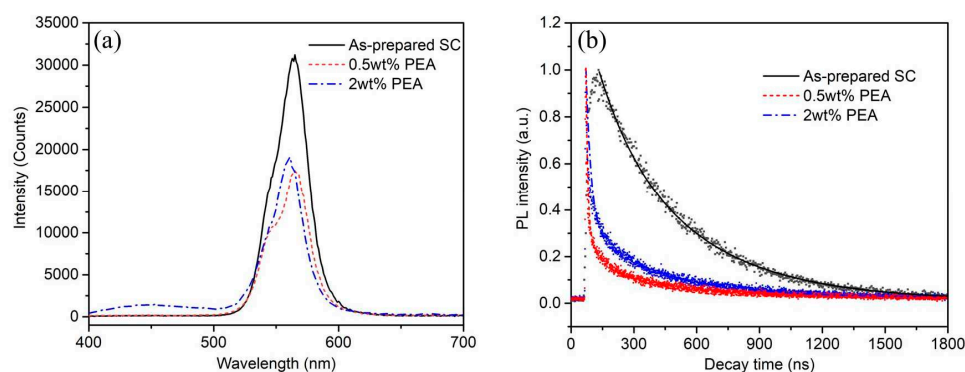 (a)
As-prepared SC
0.5wt% PEA
2wt% PEA
Intensity (Counts)
35000
30000
25000
20000
15000
10000
5000
0
400
500
600
700
Wavelength (nm)
(b)
As-prepared SC
0.5wt% PEA
2wt% PEA
PL intensity (a.u.)
1.2
1.0
0.8
0.6
0.4
0.2
0.0
0
300
600
900
1200
1500
1800
Decay time (ns)